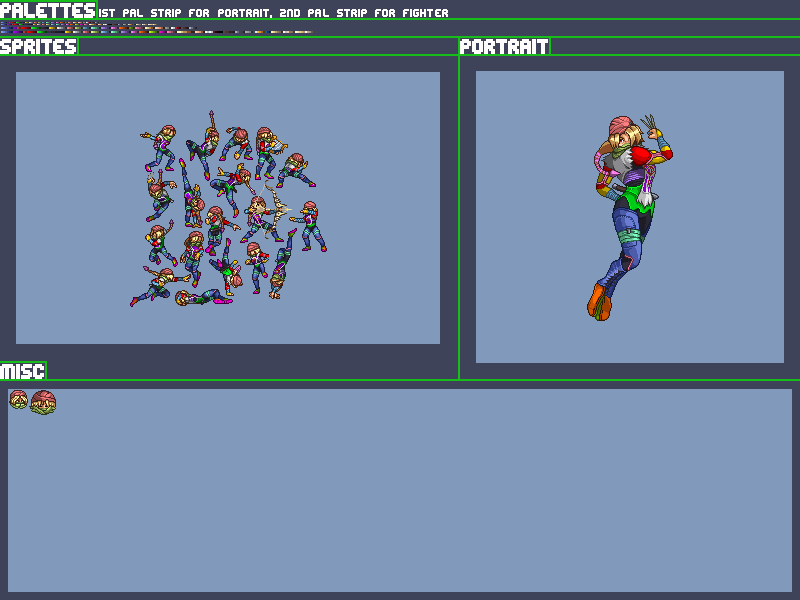 PALETTES 1ST PAL STRIP FOR PORTRAIT, 2ND PAL STRIP FOR FIGHTER
SPRITES PORTRAIT
MISC